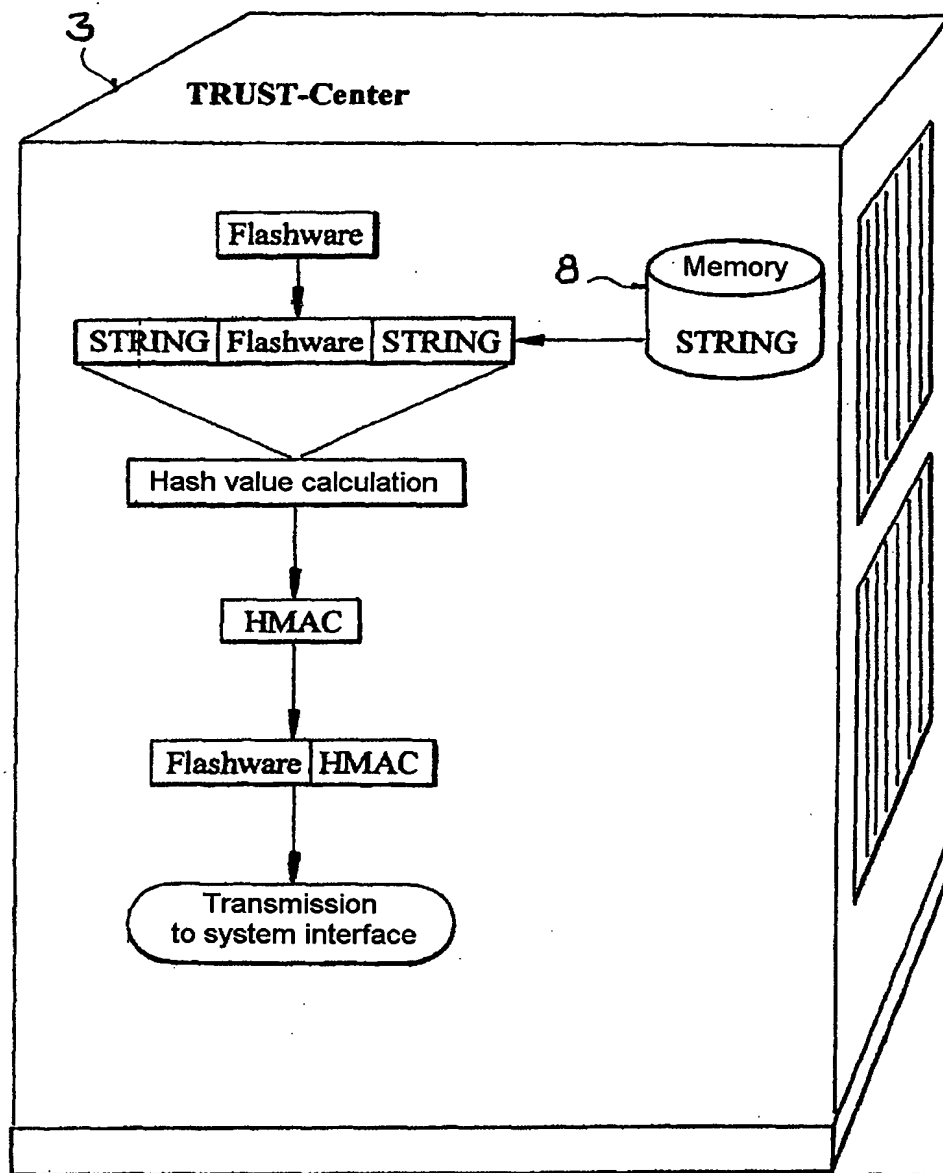 3
TRUST-Center
Flashware
8
Memory
STRING Flashware STRING
STRING
Hash value calculation
HMAC
Flashware HMAC
Transmission
to system interface